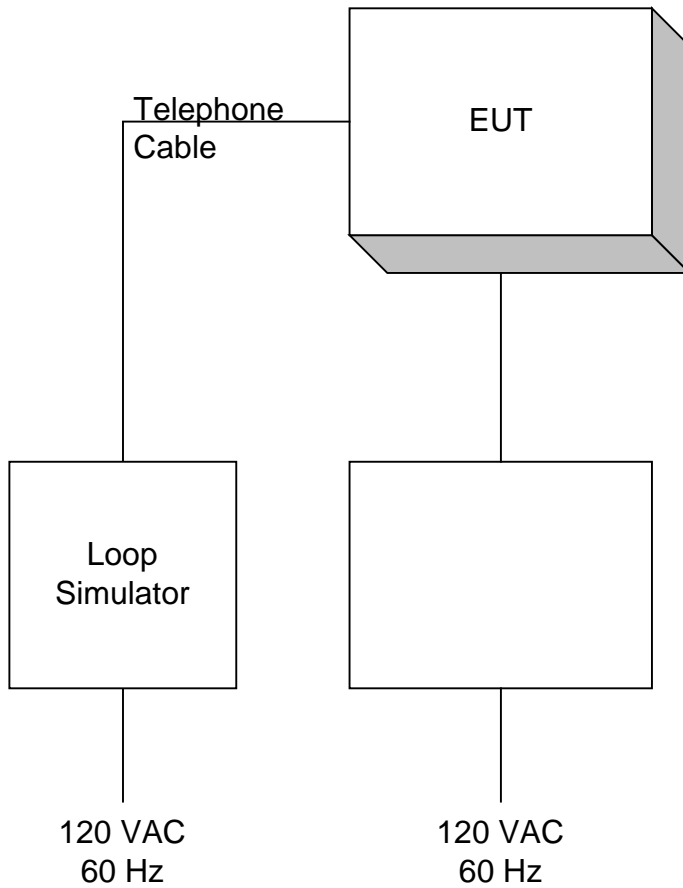 Telephone
Cable
EUT
Loop
Simulator
120 VAC
60 Hz
120 VAC
60 Hz